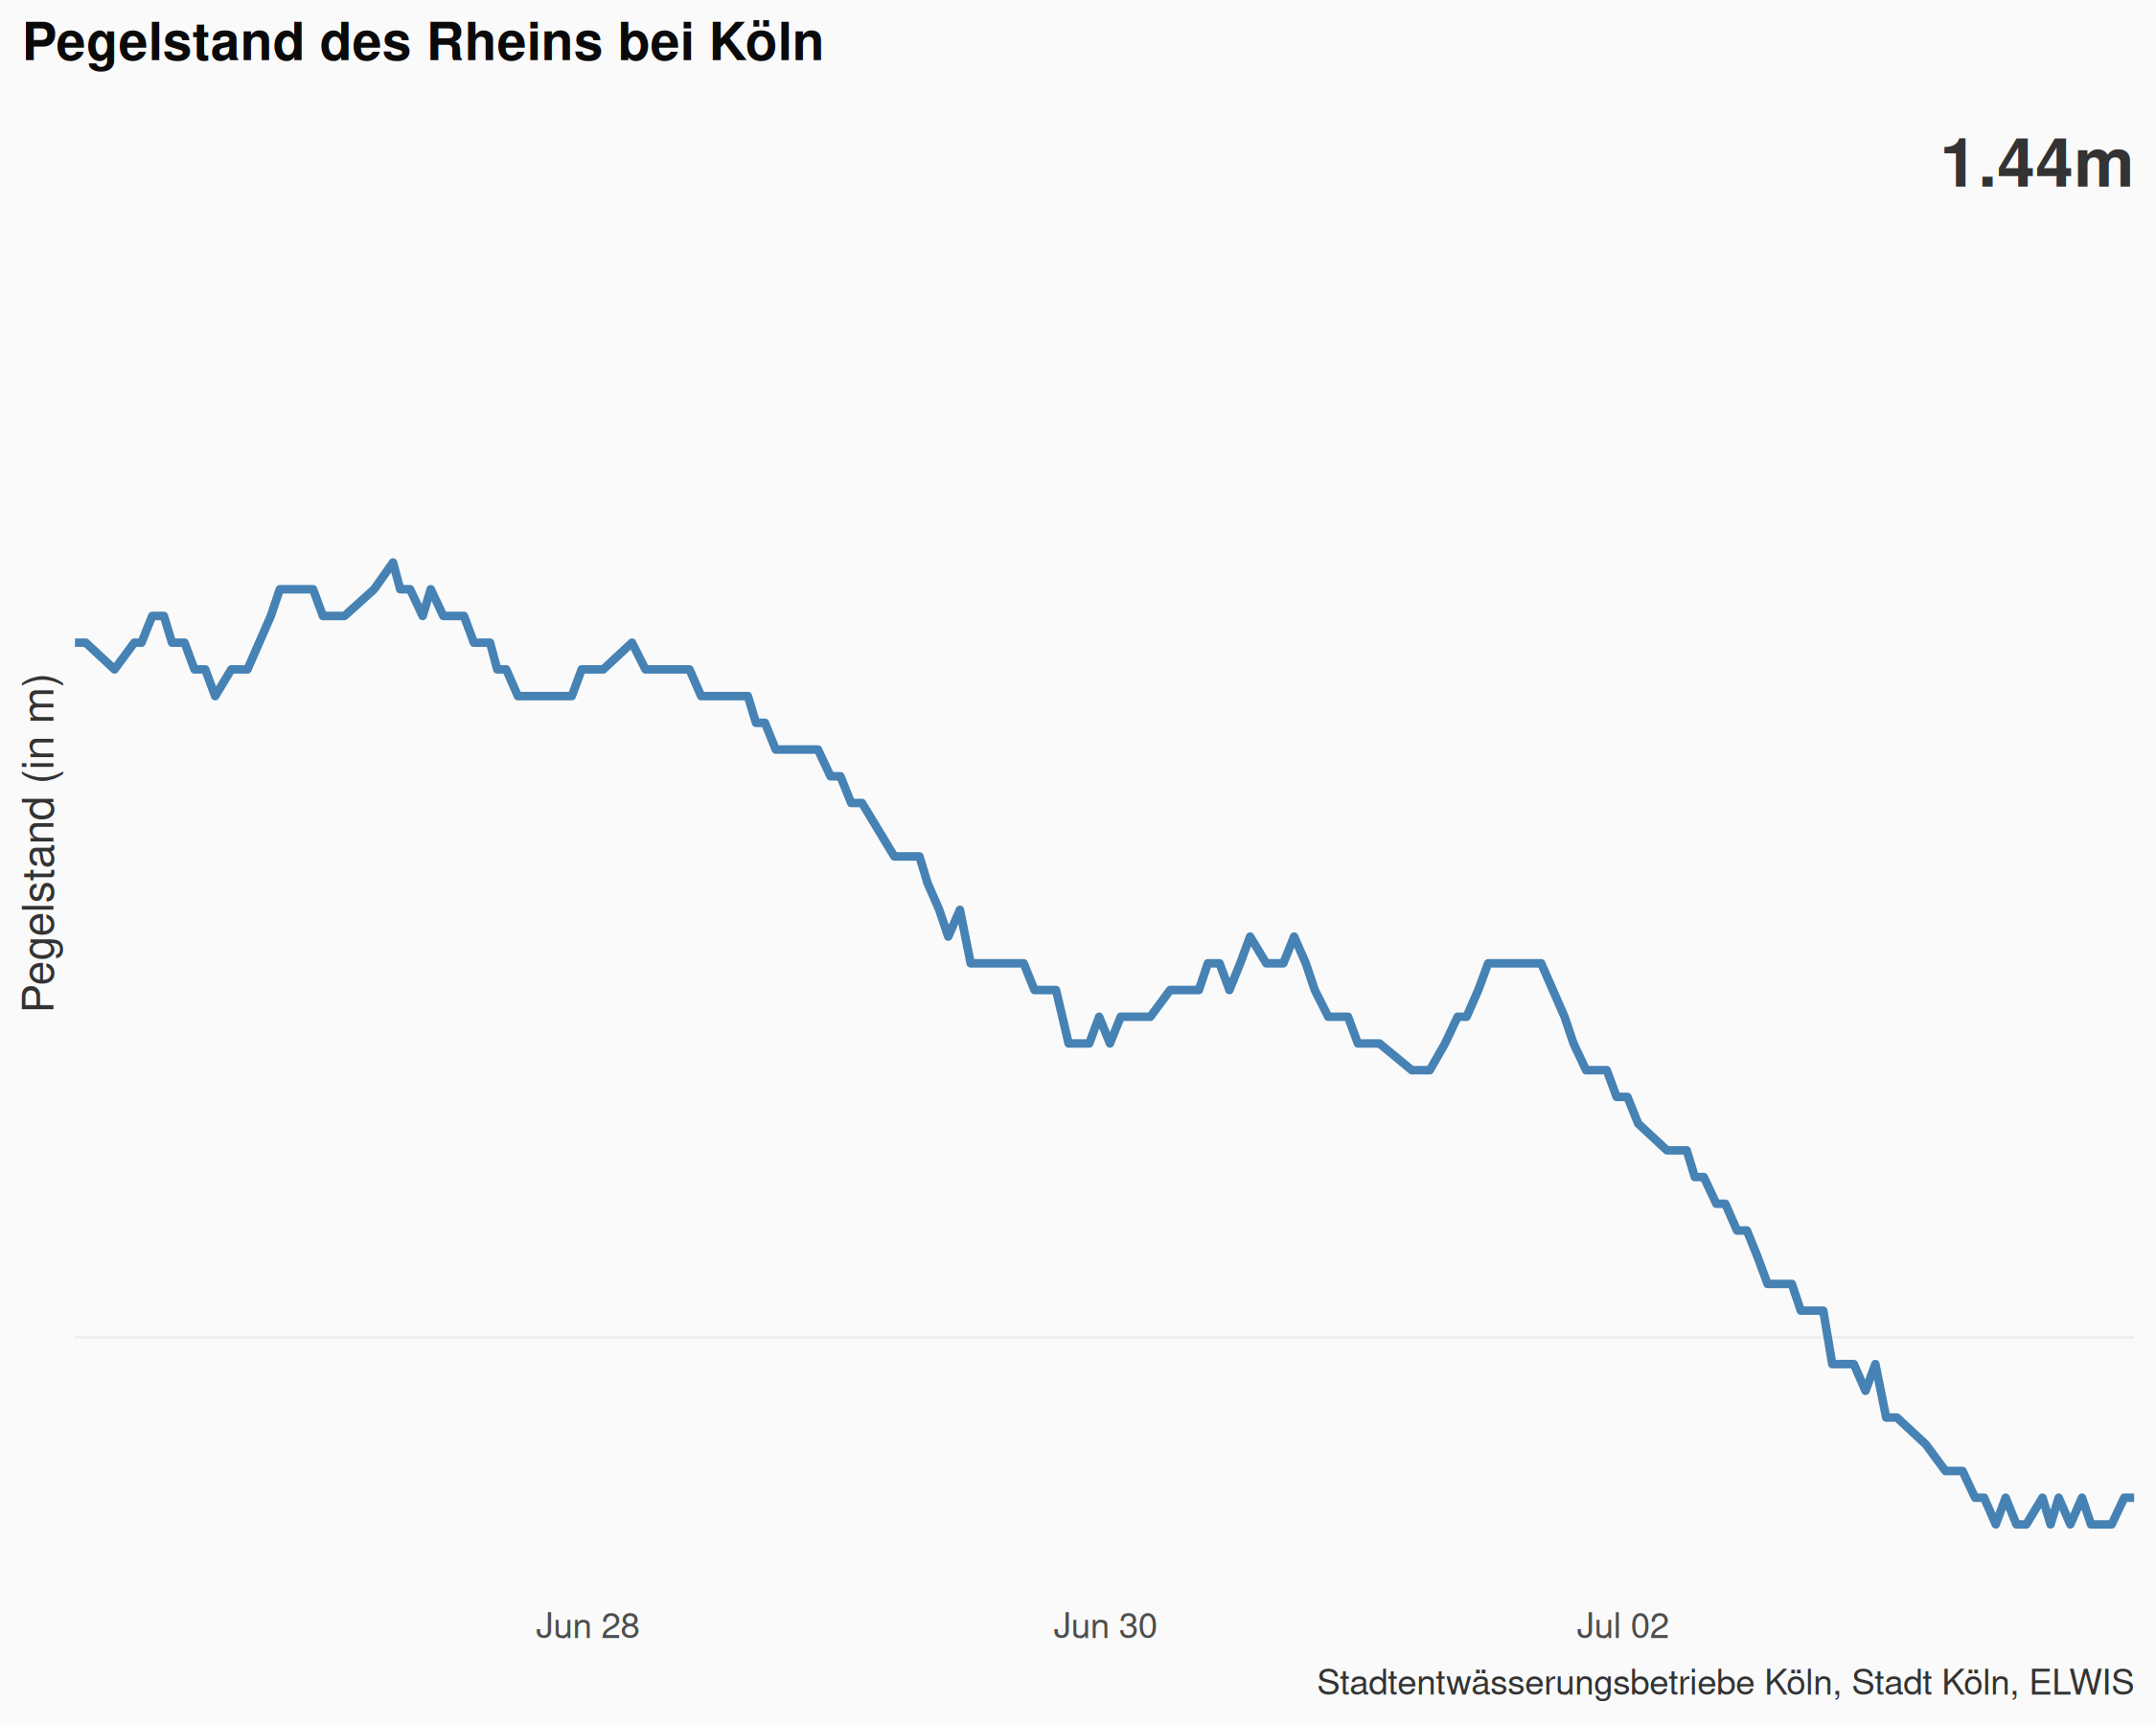 Pegelstand des Rheins bei Köln
1.44m
Pegelstand (in m)
Jun 28
Jun 30
Jul 02
Stadtentwässerungsbetriebe Köln, Stadt Köln, ELWIS